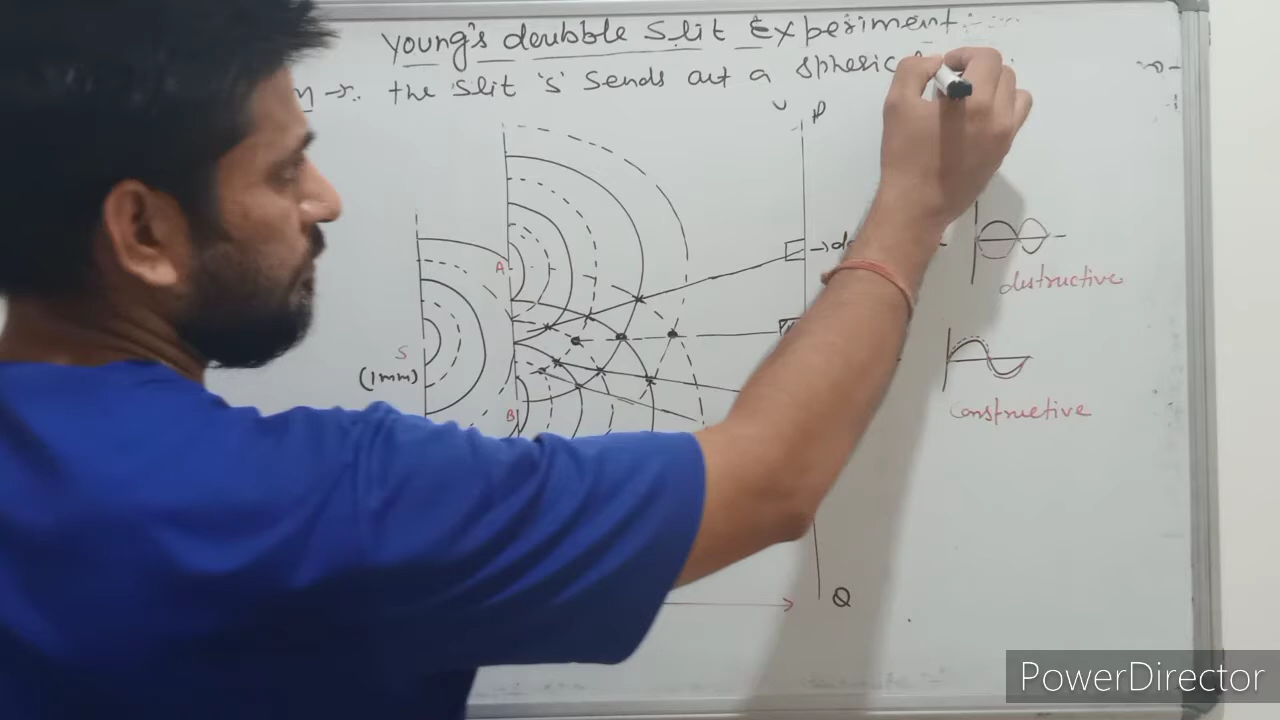 young's doubble slit Experiment
the slit 's' sends out a spheric
P
A
destructive
S
(1mm)
B
constructive
Q
PowerDirector